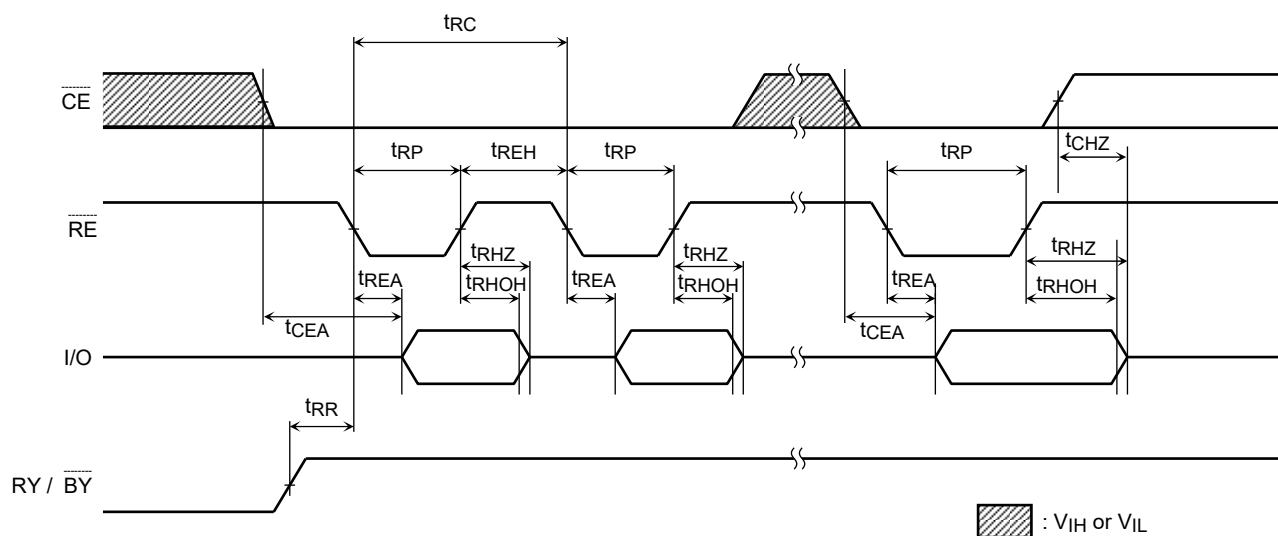 tRC
CE
tRP
tREH
tRP
tRP
tCHZ
RE
tREA
tRHZ
tRHOH
tREA
tRHZ
tRHOH
tREA
tRHZ
tRHOH
tCEA
tCEA
I/O
tRR
RY / BY
: VIH or VIL